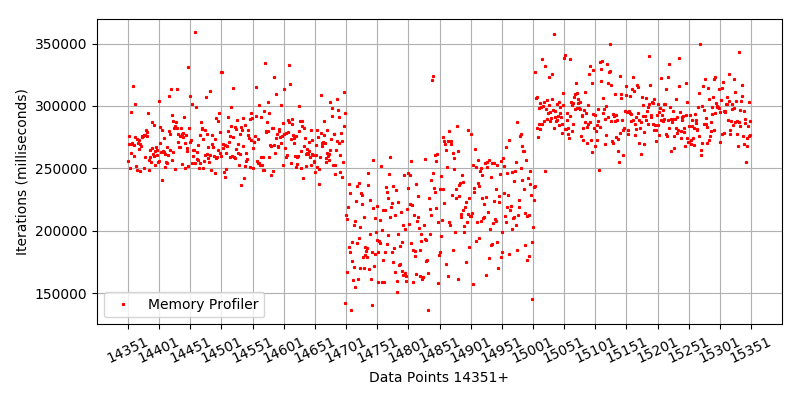 350000
300000
250000
200000
150000
Iterations (milliseconds)
Memory Profiler
14351 14401 14451 14501 14551 14601 14651 14701 14751 14801 14851 14901 14951 15001 15051 15101 15151 15201 15251 15301 15351
Data Points 14351+